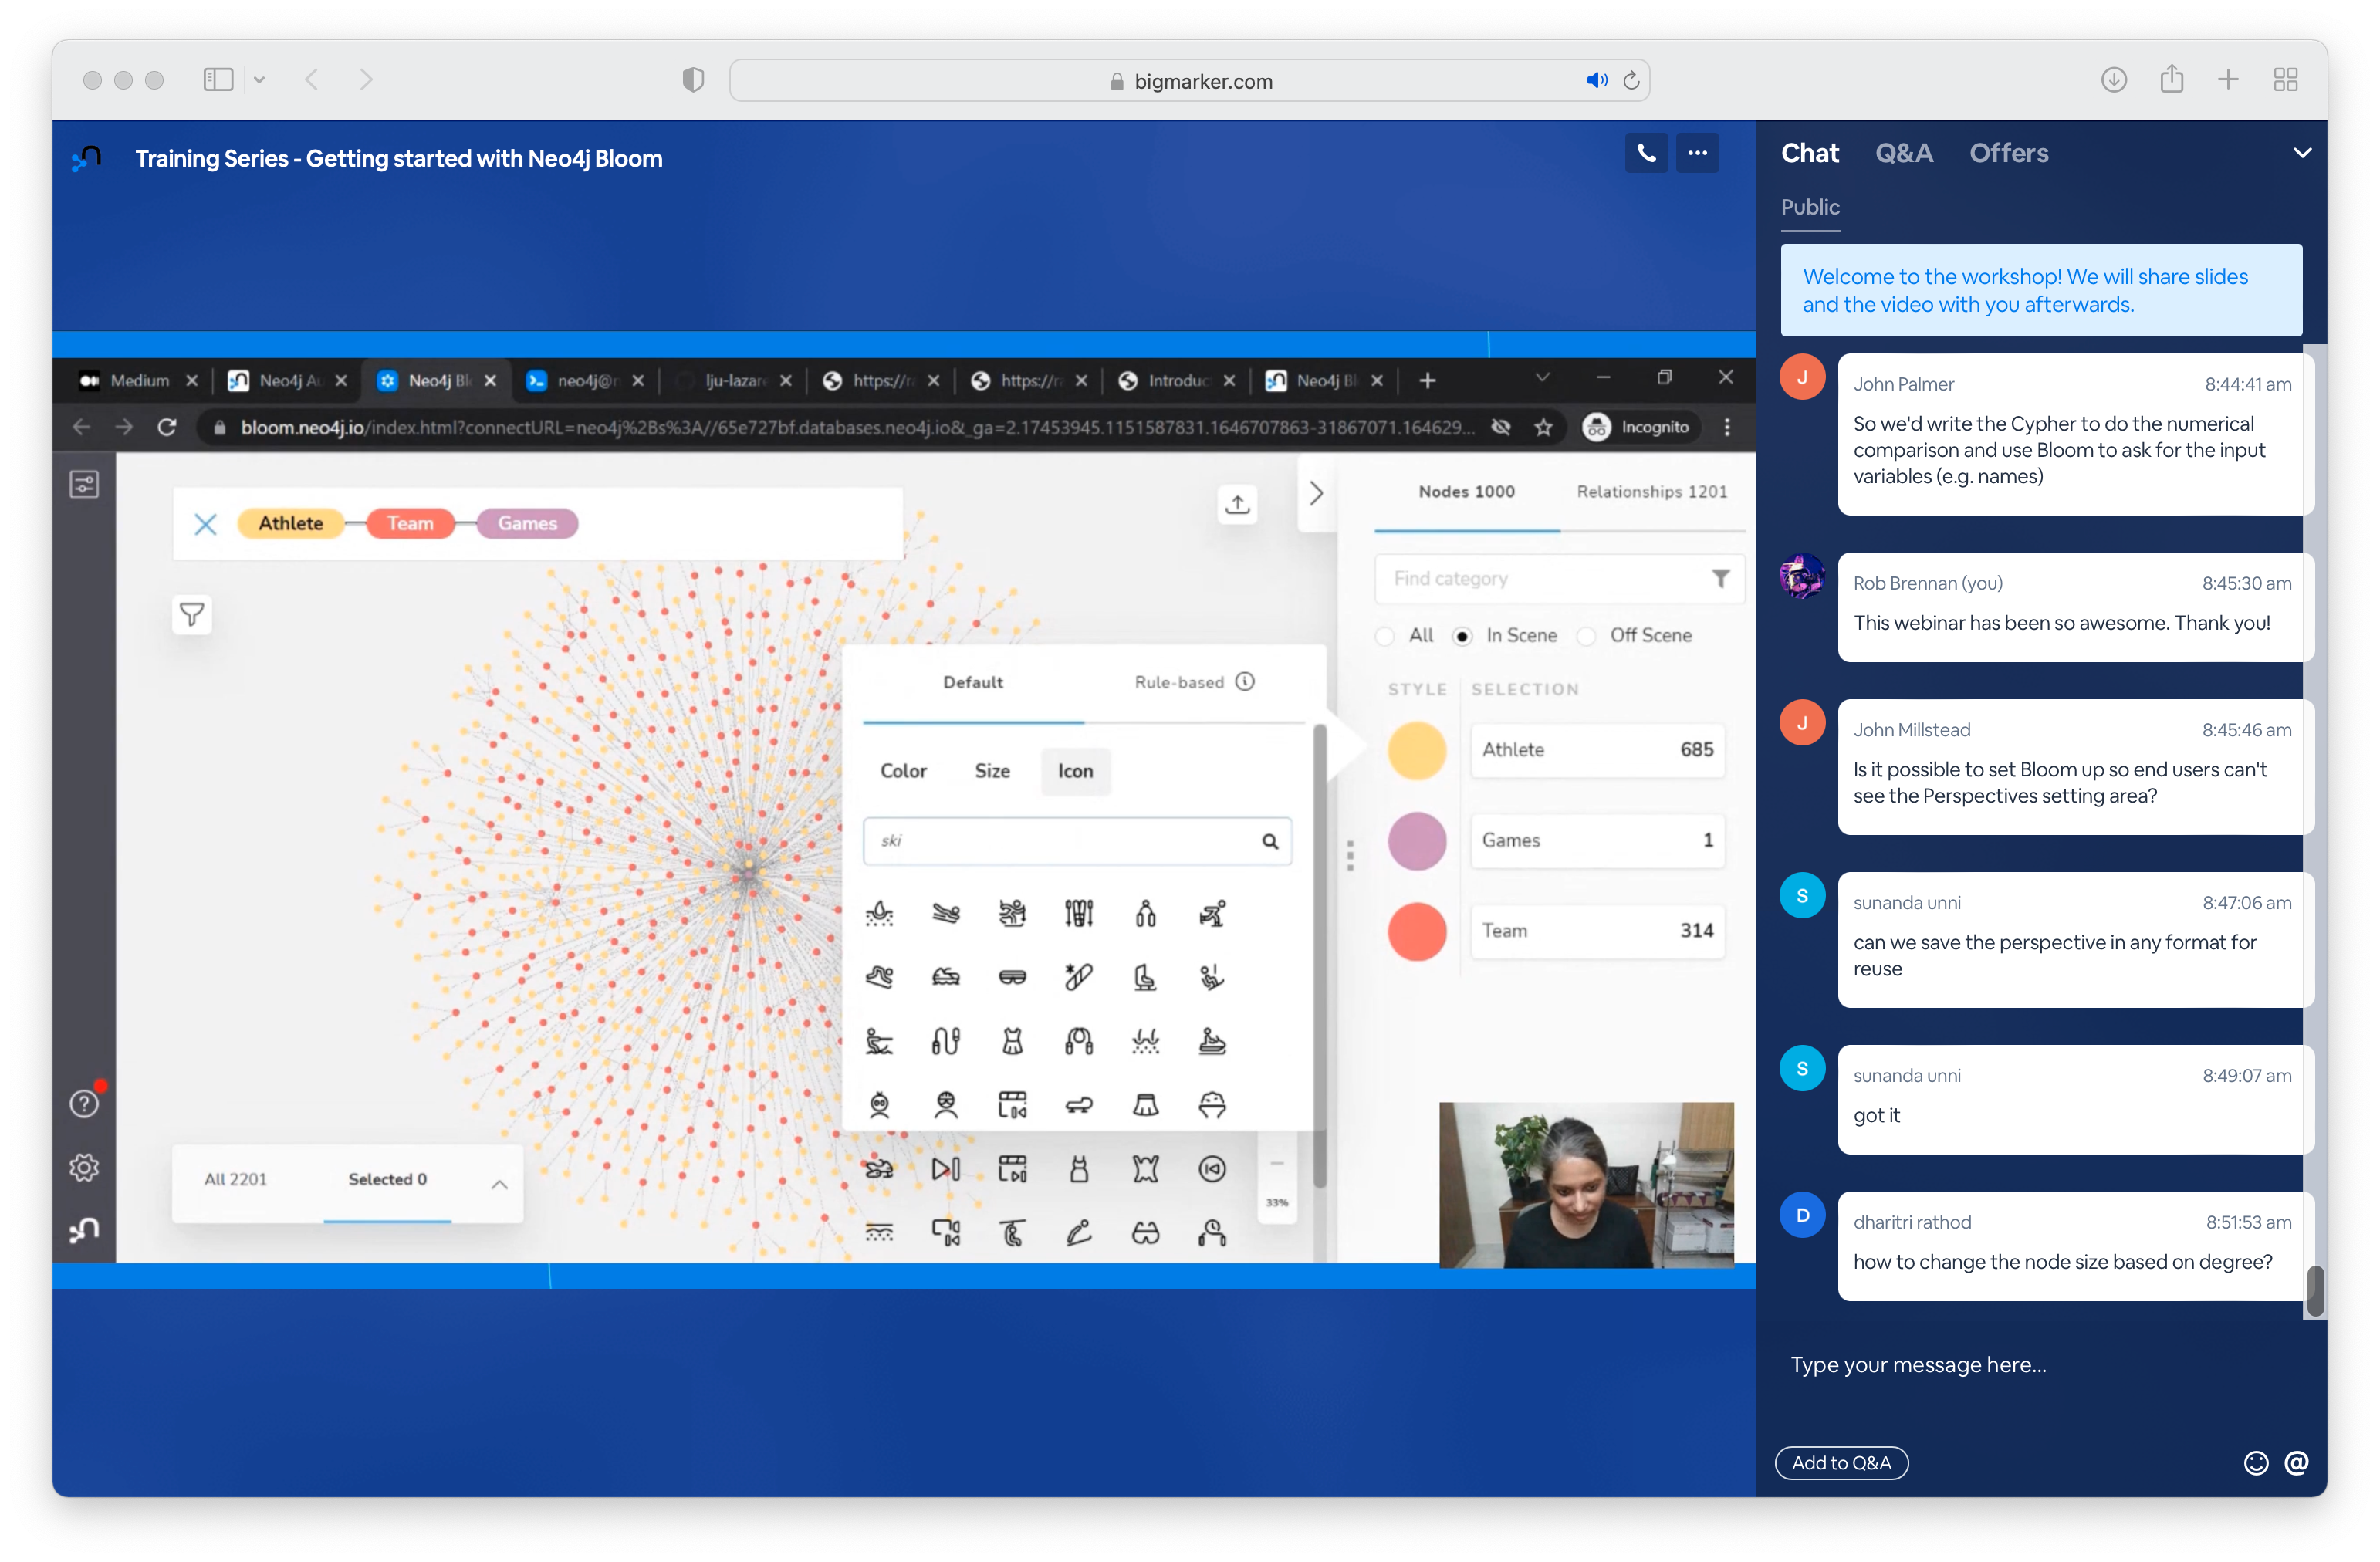 bigmarker.com
Training Series - Getting started with Neo4j Bloom
Medium
Neo4j Au
Neo4j Bl
neo4j@n
lju-lazare
https://r
https://r
Introduc
Neo4j Bl
bloom.neo4j.io/index.html?connectURL=neo4j%2Bs%3A//65e727bf.databases.neo4j.io&_ga=2.17453945.1151587831.1646707863-31867071.164629...
Incognito
Athlete
Team
Games
Nodes 1000
Relationships 1201
Find category
All
In Scene
Off Scene
STYLE
SELECTION
Athlete
685
Games
1
Team
314
Default
Rule-based
Color
Size
Icon
ski
All 2201
Selected 0
33%
Chat
Q&A
Offers
Public
Welcome to the workshop! We will share slides
and the video with you afterwards.
J
John Palmer
8:44:41 am
So we'd write the Cypher to do the numerical
comparison and use Bloom to ask for the input
variables (e.g. names)
Rob Brennan (you)
8:45:30 am
This webinar has been so awesome. Thank you!
J
John Millstead
8:45:46 am
Is it possible to set Bloom up so end users can't
see the Perspectives setting area?
S
sunanda unni
8:47:06 am
can we save the perspective in any format for
reuse
S
sunanda unni
8:49:07 am
got it
D
dharitri rathod
8:51:53 am
how to change the node size based on degree?
Type your message here...
Add to Q&A